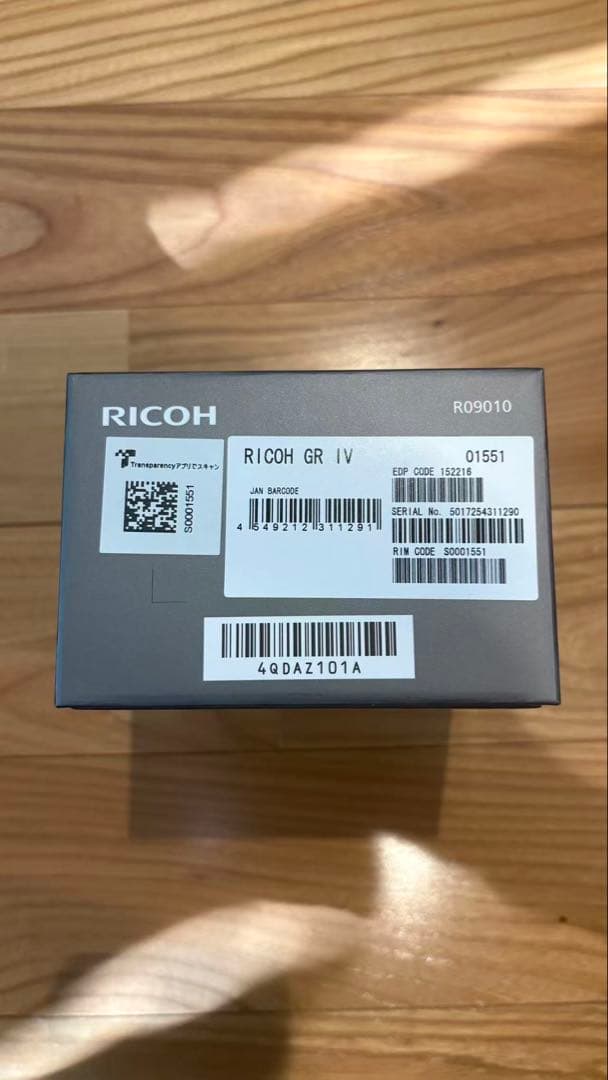 RICOH
R09010
Transparencyアプリでスキャン
S0001551
RICOH GR IV
01551
EDP CODE 152216
JAN BARCODE
4 549212 311291
SERIAL No. 5017254311290
RIM CODE S0001551
4QDAZ101A